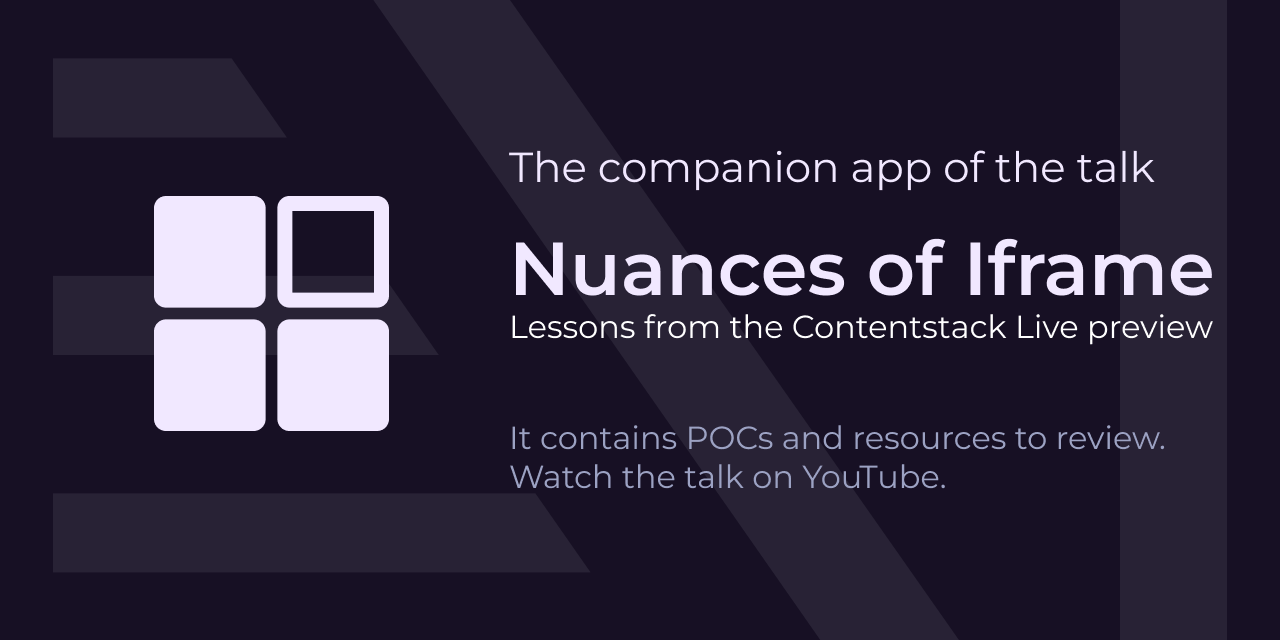 The companion app of the talk
Nuances of Iframe
Lessons from the Contentstack Live preview
It contains POCs and resources to review.
Watch the talk on YouTube.